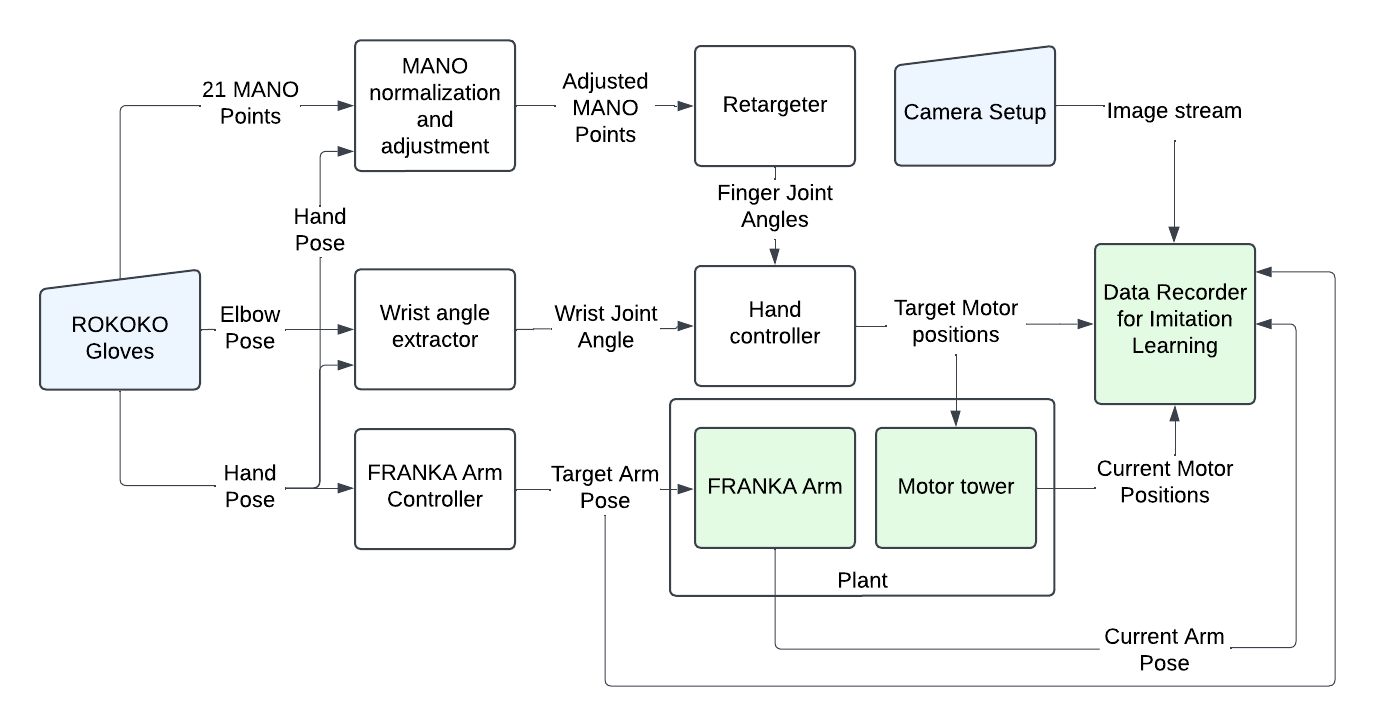 21 MANO
Points
MANO
normalization
and
adjustment
Adjusted
MANO
Points
Retargeter
Camera Setup
Image stream
Hand
Pose
Finger Joint
Angles
ROKOKO
Gloves
Elbow
Pose
Wrist angle
extractor
Wrist Joint
Angle
Hand
controller
Target Motor
positions
Data Recorder
for Imitation
Learning
Hand
Pose
FRANKA Arm
Controller
Target Arm
Pose
FRANKA Arm
Motor tower
Current Motor
Positions
Plant
Current Arm
Pose